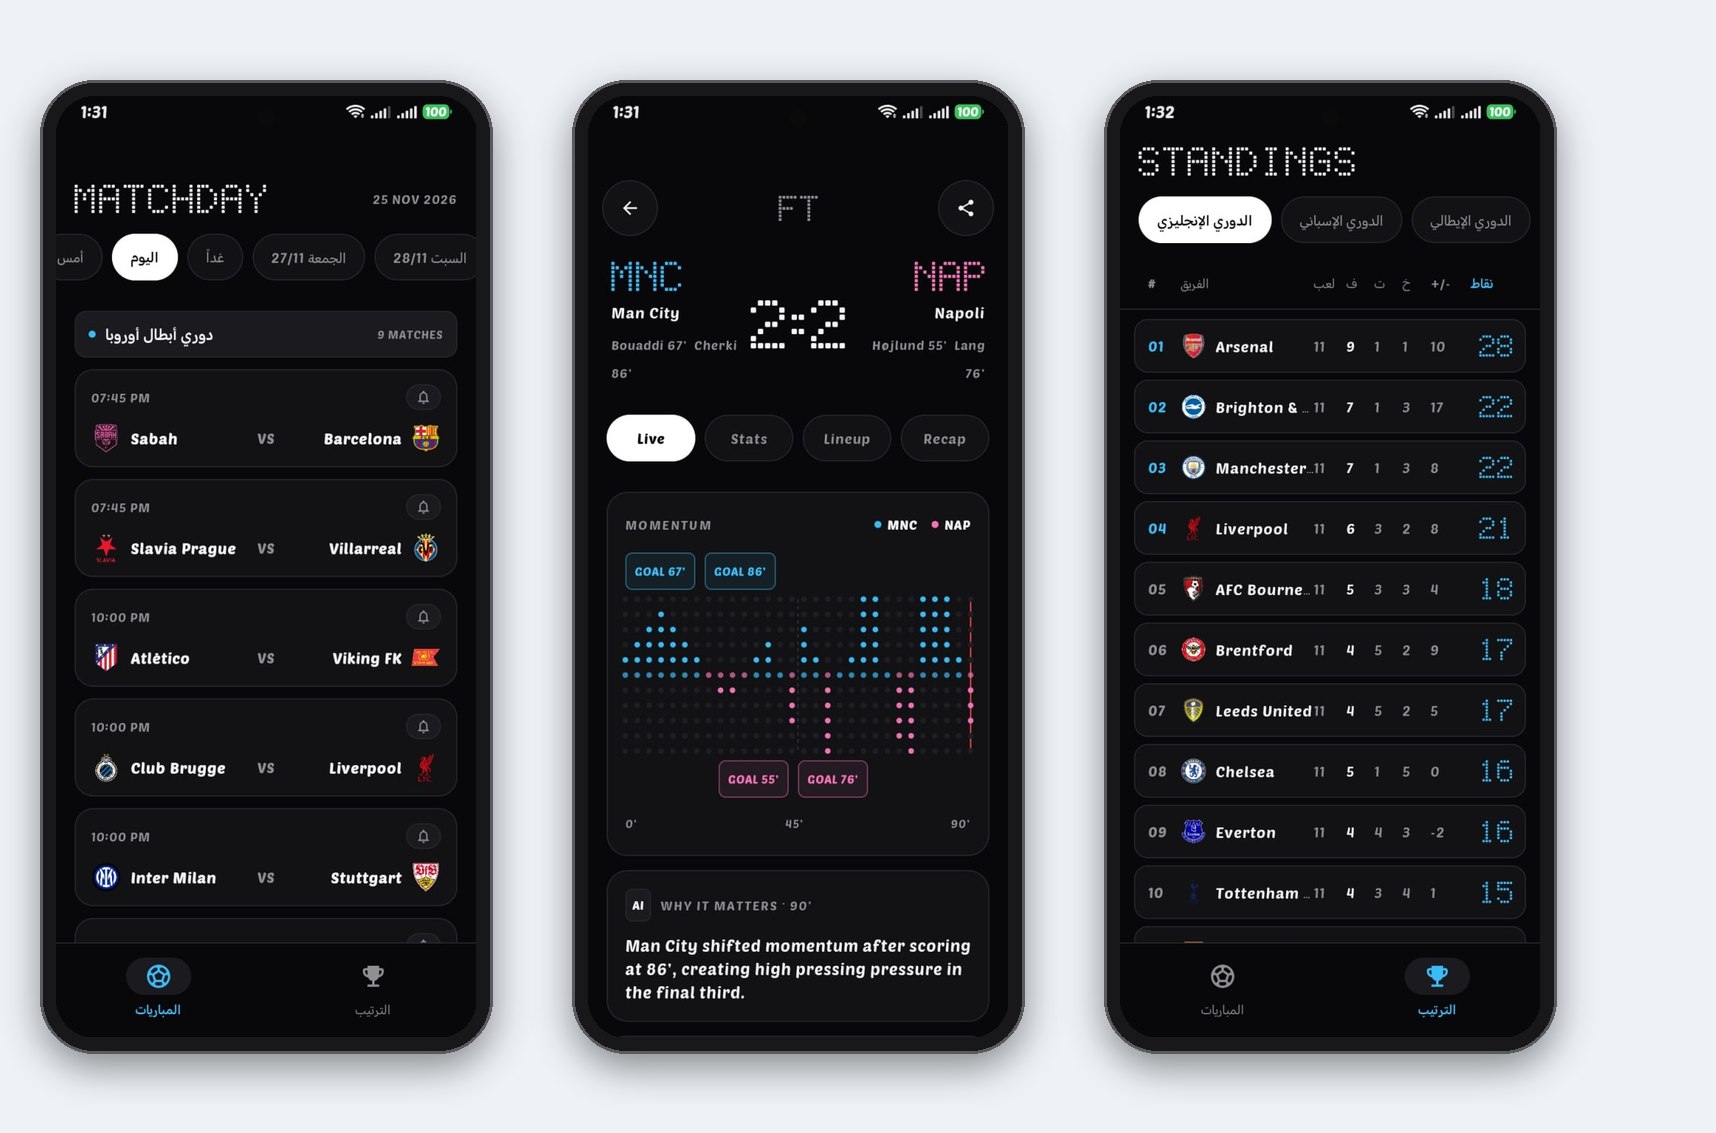 1:31
100
MATCHDAY
25 NOV 2026
أمس
اليوم
غداً
الجمعة 27/11
السبت 28/11
دوري أبطال أوروبا
9 MATCHES
07:45 PM
Sabah VS Barcelona
07:45 PM
Slavia Prague VS Villarreal
10:00 PM
Atlético VS Viking FK
10:00 PM
Club Brugge VS Liverpool
10:00 PM
Inter Milan VS Stuttgart
المباريات
الترتيب
1:31
100
FT
MNC
NAP
Man City
2:2
Napoli
Bouaddi 67' Cherki
86'
Højlund 55' Lang
76'
Live
Stats
Lineup
Recap
MOMENTUM
MNC
NAP
GOAL 67'
GOAL 86'
GOAL 55'
GOAL 76'
0'
45'
90'
AI WHY IT MATTERS · 90'
Man City shifted momentum after scoring
at 86', creating high pressing pressure in
the final third.
1:32
100
STANDINGS
الدوري الإنجليزي
الدوري الإسباني
الدوري الإيطالي
# الفريق لعب ف ت خ +/- نقاط
01 Arsenal 11 9 1 1 10 28
02 Brighton & ... 11 7 1 3 17 22
03 Manchester... 11 7 1 3 8 22
04 Liverpool 11 6 3 2 8 21
05 AFC Bourne... 11 5 3 3 4 18
06 Brentford 11 4 5 2 9 17
07 Leeds United 11 4 5 2 5 17
08 Chelsea 11 5 1 5 0 16
09 Everton 11 4 4 3 -2 16
10 Tottenham ... 11 4 3 4 1 15
المباريات
الترتيب